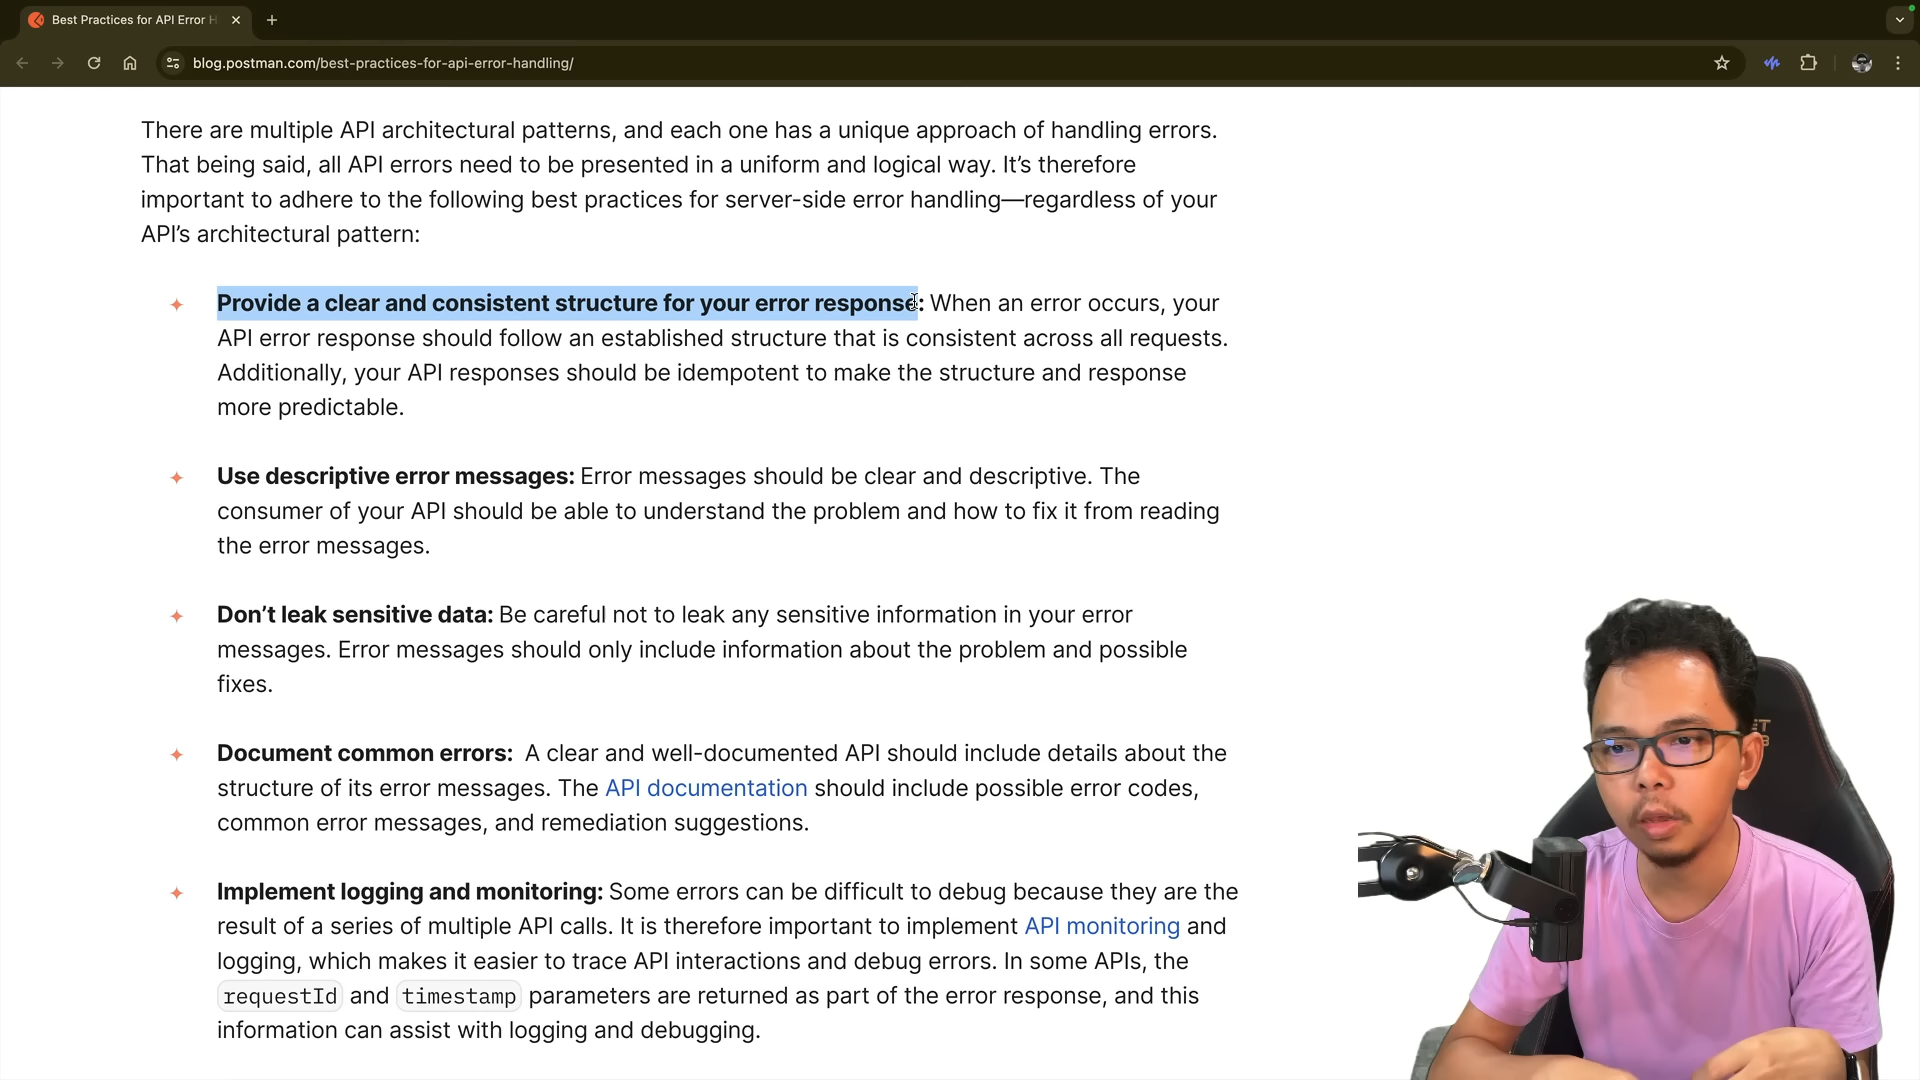 Best Practices for API Error H
blog.postman.com/best-practices-for-api-error-handling/
There are multiple API architectural patterns, and each one has a unique approach of handling errors.
That being said, all API errors need to be presented in a uniform and logical way. It’s therefore
important to adhere to the following best practices for server-side error handling—regardless of your
API’s architectural pattern:
Provide a clear and consistent structure for your error response: When an error occurs, your
API error response should follow an established structure that is consistent across all requests.
Additionally, your API responses should be idempotent to make the structure and response
more predictable.
Use descriptive error messages: Error messages should be clear and descriptive. The
consumer of your API should be able to understand the problem and how to fix it from reading
the error messages.
Don’t leak sensitive data: Be careful not to leak any sensitive information in your error
messages. Error messages should only include information about the problem and possible
fixes.
Document common errors:  A clear and well-documented API should include details about the
structure of its error messages. The API documentation should include possible error codes,
common error messages, and remediation suggestions.
Implement logging and monitoring: Some errors can be difficult to debug because they are the
result of a series of multiple API calls. It is therefore important to implement API monitoring and
logging, which makes it easier to trace API interactions and debug errors. In some APIs, the
requestId and timestamp parameters are returned as part of the error response, and this
information can assist with logging and debugging.